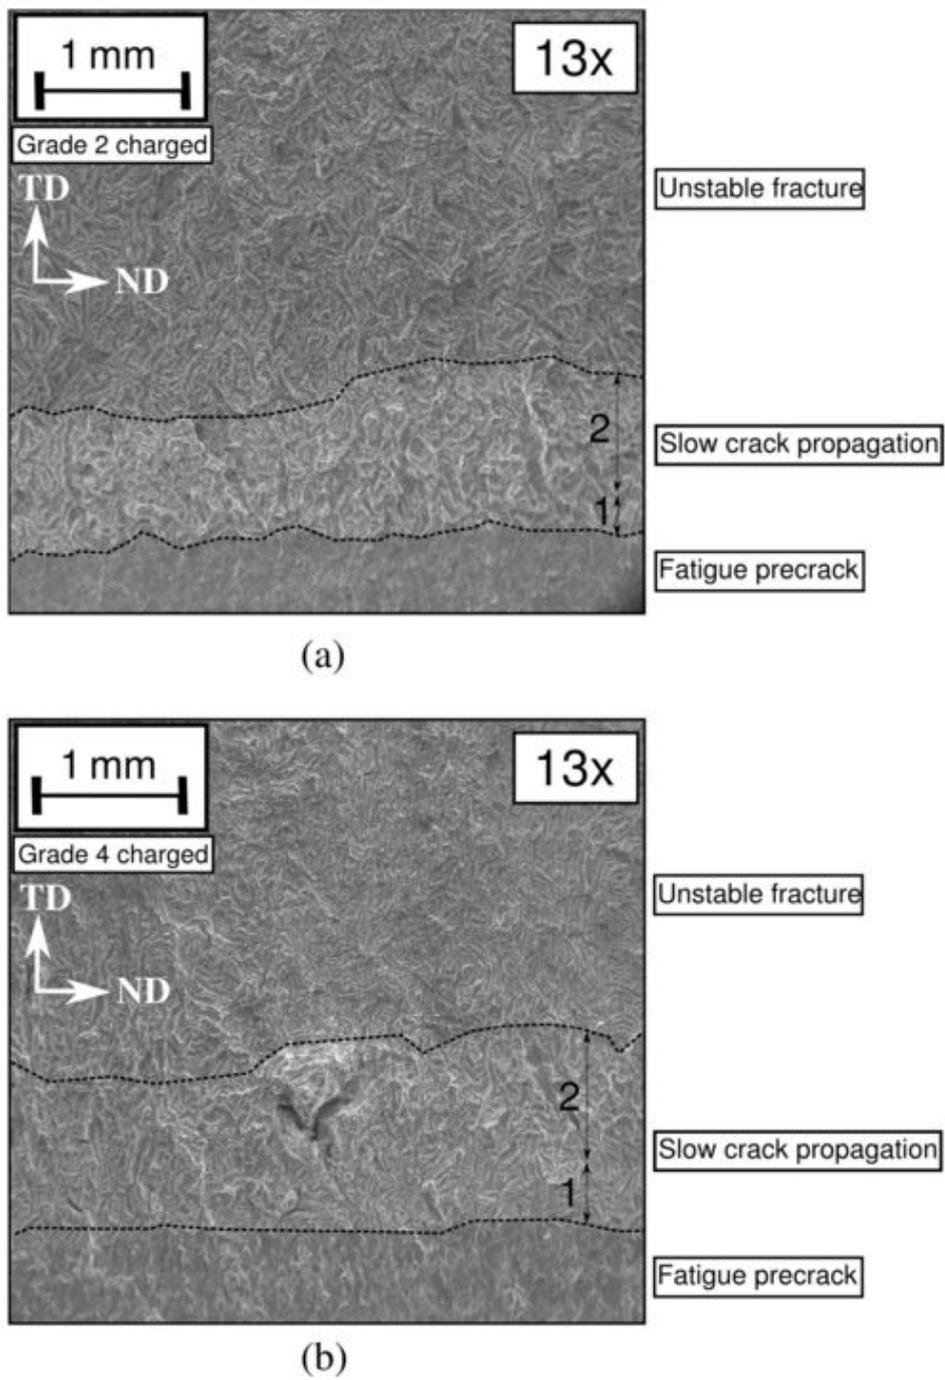 1 mm
13x
Grade 2 charged
TD
ND
Unstable fracture
2
Slow crack propagation
1
Fatigue precrack
(a)
1 mm
13x
Grade 4 charged
TD
ND
Unstable fracture
2
Slow crack propagation
1
Fatigue precrack
(b)